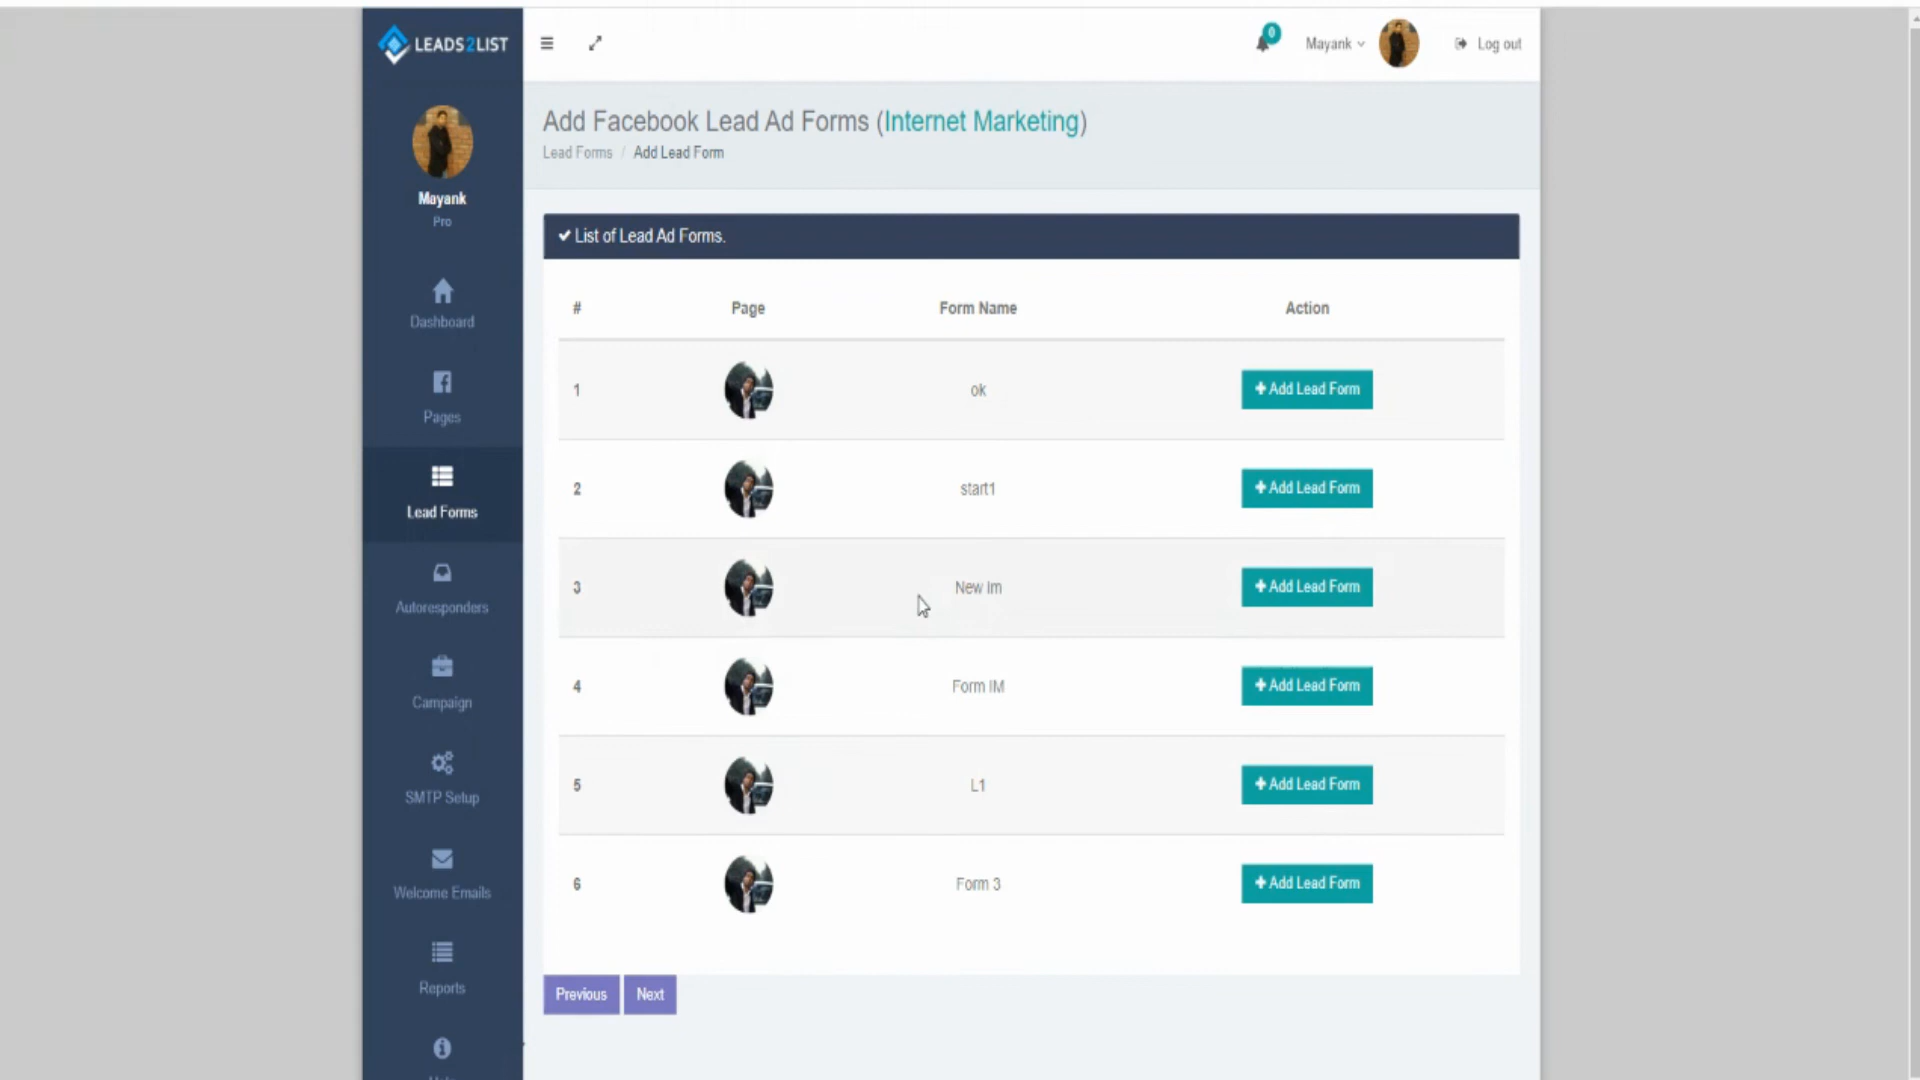 LEADS2LIST
0
Mayank
Log out
Mayank
Pro
Dashboard
Pages
Lead Forms
Autoresponders
Campaign
SMTP Setup
Welcome Emails
Reports
Add Facebook Lead Ad Forms (Internet Marketing)
Lead Forms / Add Lead Form
List of Lead Ad Forms.
# Page Form Name Action
1 ok Add Lead Form
2 start1 Add Lead Form
3 New Im Add Lead Form
4 Form IM Add Lead Form
5 L1 Add Lead Form
6 Form 3 Add Lead Form
Previous Next